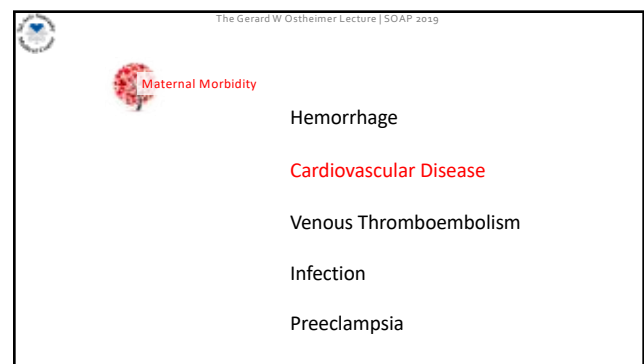 The Gerard W Ostheimer Lecture | SOAP 2019
Maternal Morbidity
Hemorrhage
Cardiovascular Disease
Venous Thromboembolism
Infection
Preeclampsia